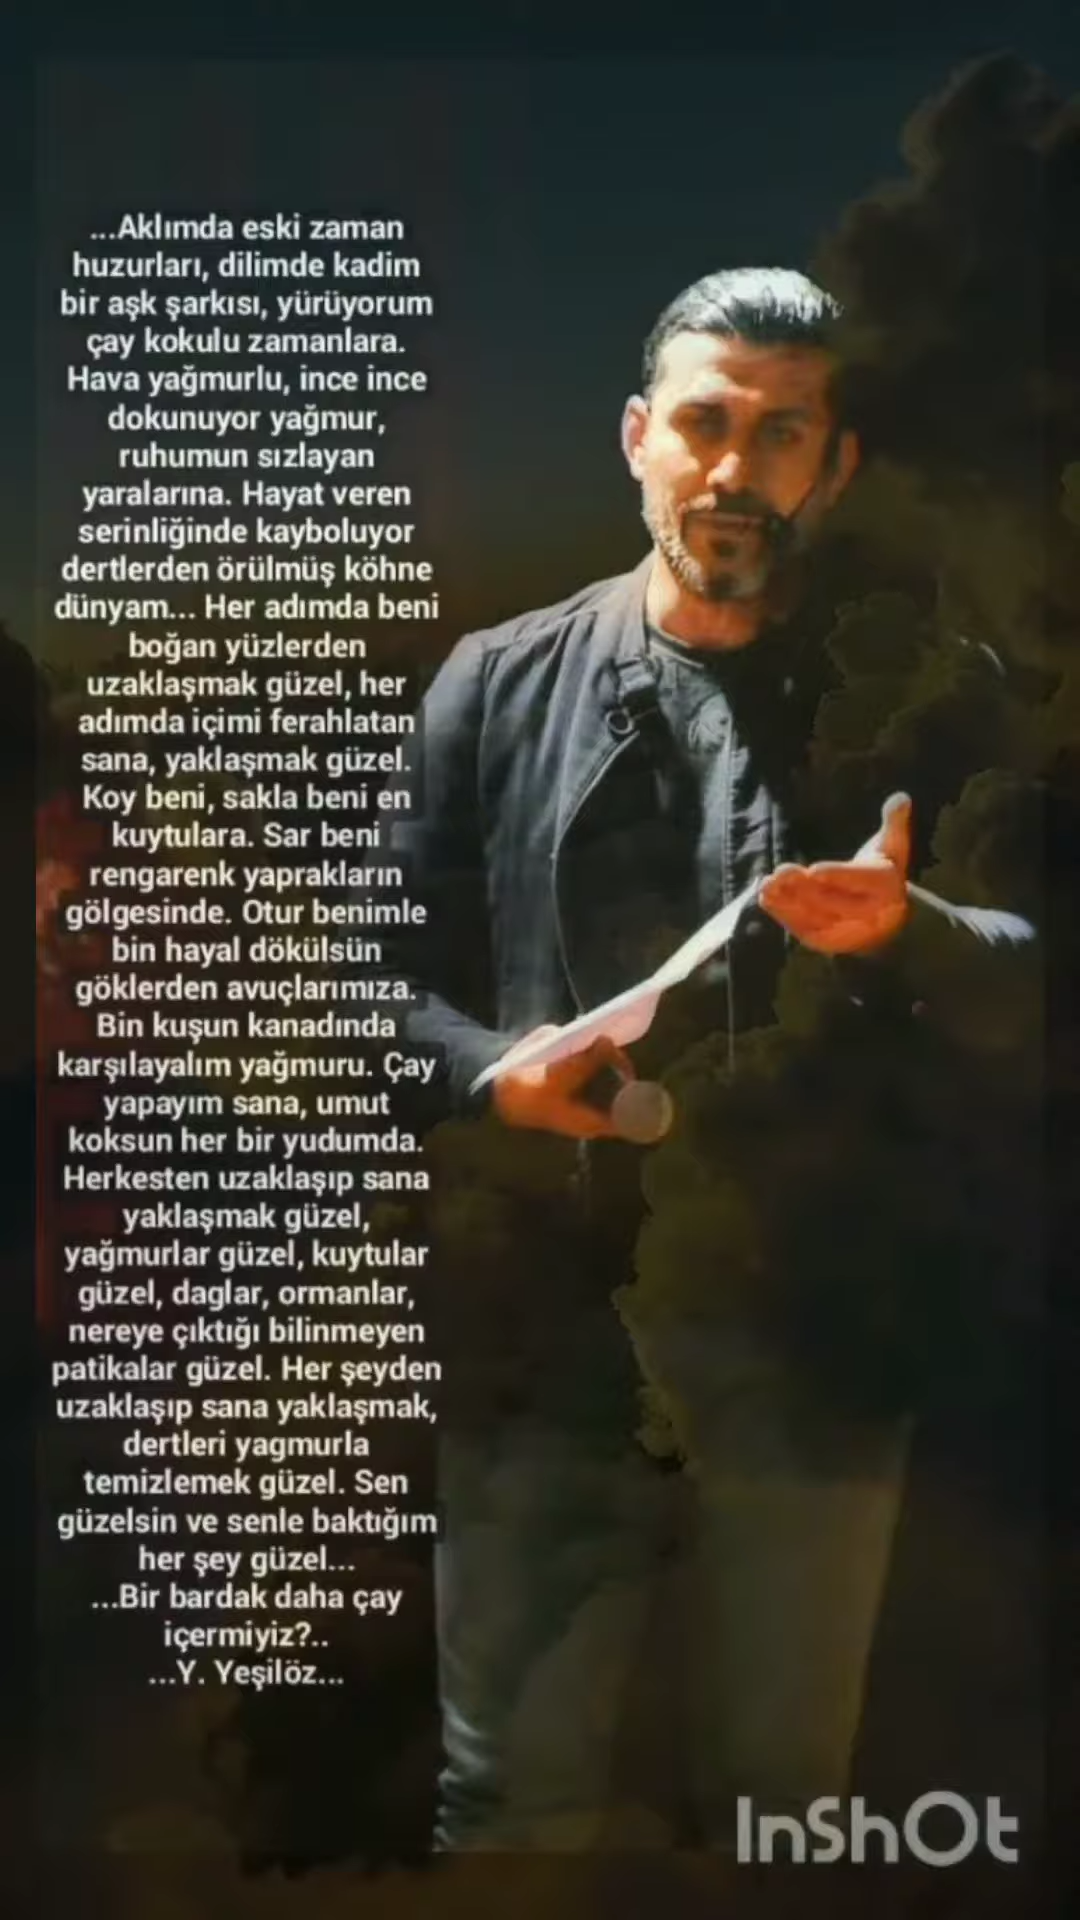 ...Aklımda eski zaman
huzurları, dilimde kadim
bir aşk şarkısı, yürüyorum
çay kokulu zamanlara.
Hava yağmurlu, ince ince
dokunuyor yağmur,
ruhumun sızlayan
yaralarına. Hayat veren
serinliğinde kayboluyor
dertlerden örülmüş köhne
dünyam... Her adımda beni
boğan yüzlerden
uzaklaşmak güzel, her
adımda içimi ferahlatan
sana, yaklaşmak güzel.
Koy beni, sakla beni en
kuytulara. Sar beni
rengarenk yaprakların
gölgesinde. Otur benimle
bin hayal dökülsün
göklerden avuçlarımıza.
Bin kuşun kanadında
karşılayalım yağmuru. Çay
yapayım sana, umut
koksun her bir yudumda.
Herkesten uzaklaşıp sana
yaklaşmak güzel,
yağmurlar güzel, kuytular
güzel, daglar, ormanlar,
nereye çıktığı bilinmeyen
patikalar güzel. Her şeyden
uzaklaşıp sana yaklaşmak,
dertleri yagmurla
temizlemek güzel. Sen
güzelsin ve senle baktığım
her şey güzel...
...Bir bardak daha çay
içermiyiz?..
...Y. Yeşilöz...
InShOt